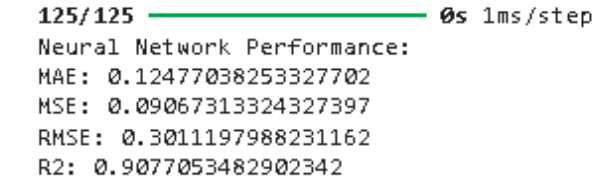 125/125 0s 1ms/step
Neural Network Performance:
MAE: 0.12477038253327702
MSE: 0.09067313324327397
RMSE: 0.3011197988231162
R2: 0.9077053482902342